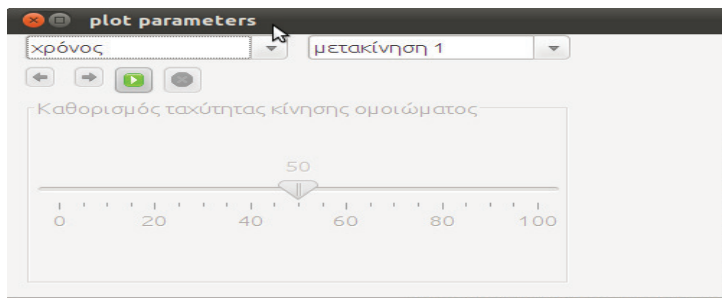 plot parameters
χρόνος μετακίνηση 1
Καθορισμός ταχύτητας κίνησης ομοιώματος
50
0 20 40 60 80 100